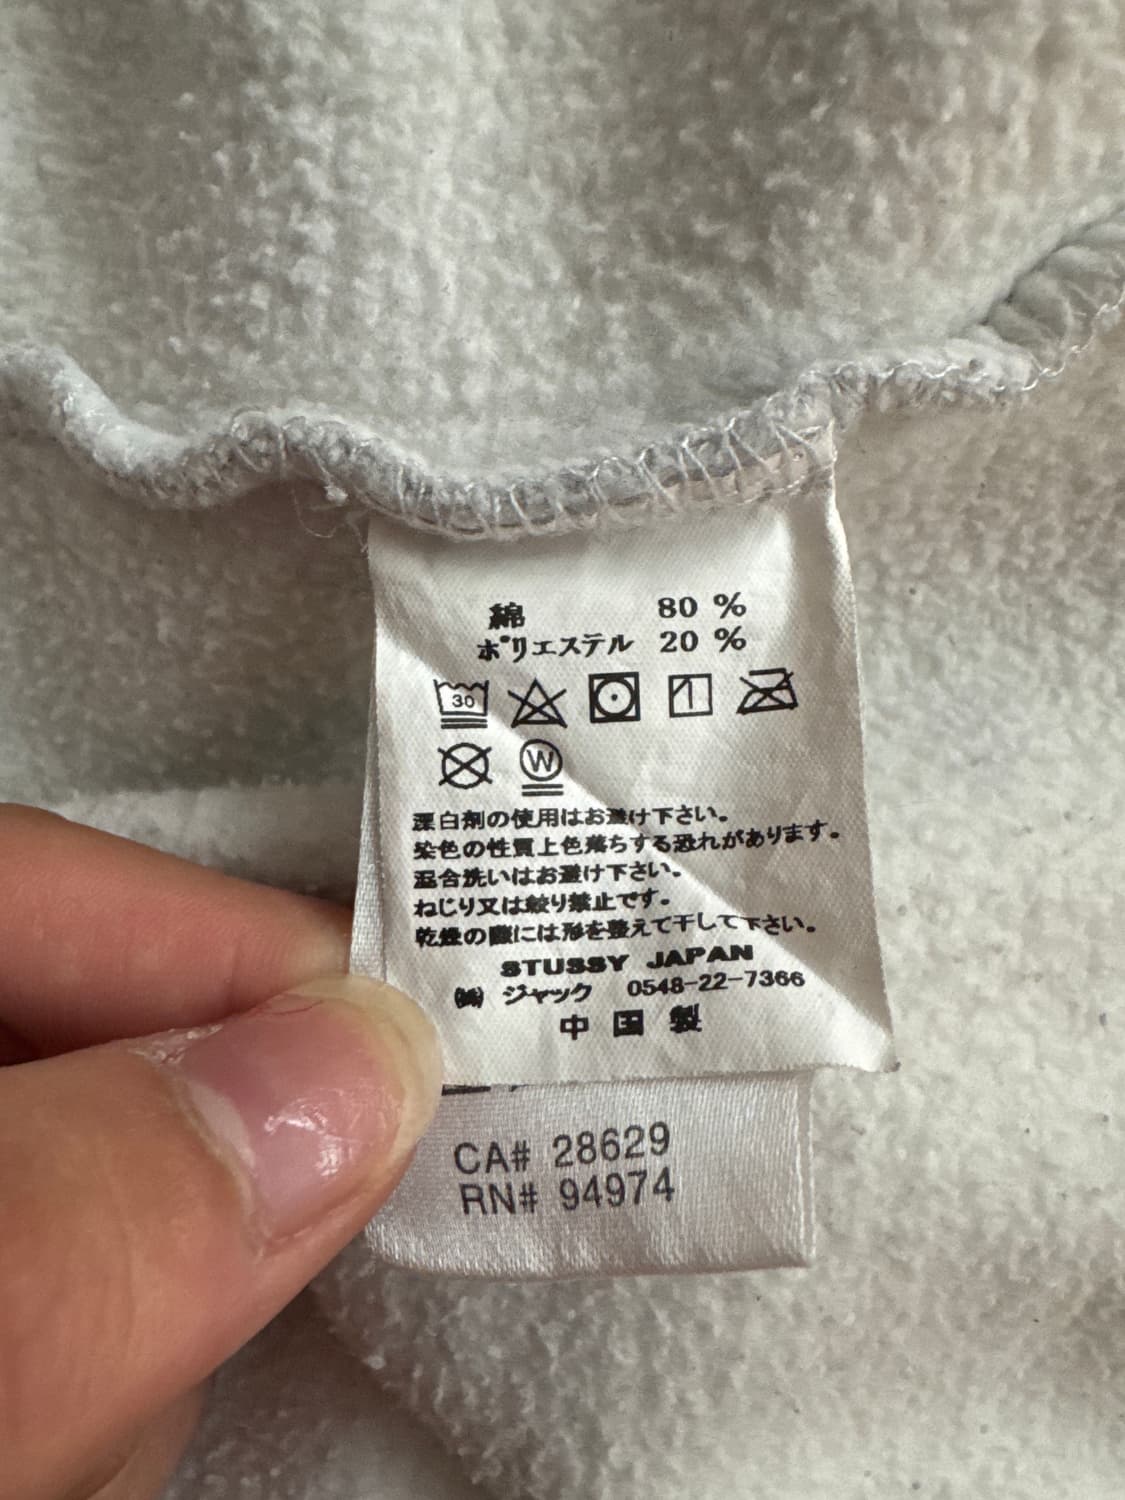 綿 80 %
ポリエステル 20 %
30
W
漂白剤の使用はお避け下さい。
染色の性質上色落ちする恐れがあります。
混合洗いはお避け下さい。
ねじり又は絞り禁止です。
乾燥の際には形を整えて干して下さい。
STUSSY JAPAN
㈱ ジャック 0548-22-7366
中国製
CA# 28629
RN# 94974